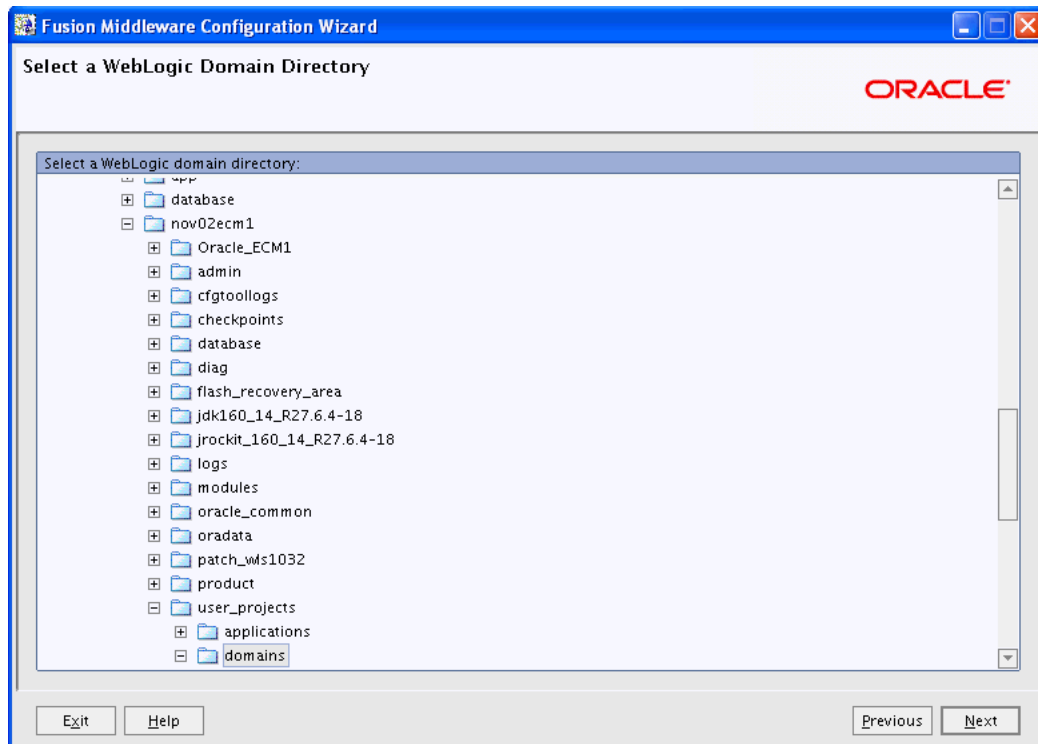 Fusion Middleware Configuration Wizard
Select a WebLogic Domain Directory
ORACLE
Select a WebLogic domain directory:
app
database
nov02ecm1
Oracle_ECM1
admin
cfgtoollogs
checkpoints
database
diag
flash_recovery_area
jdk160_14_R27.6.4-18
jrockit_160_14_R27.6.4-18
logs
modules
oracle_common
oradata
patch_wls1032
product
user_projects
applications
domains
Exit Help Previous Next